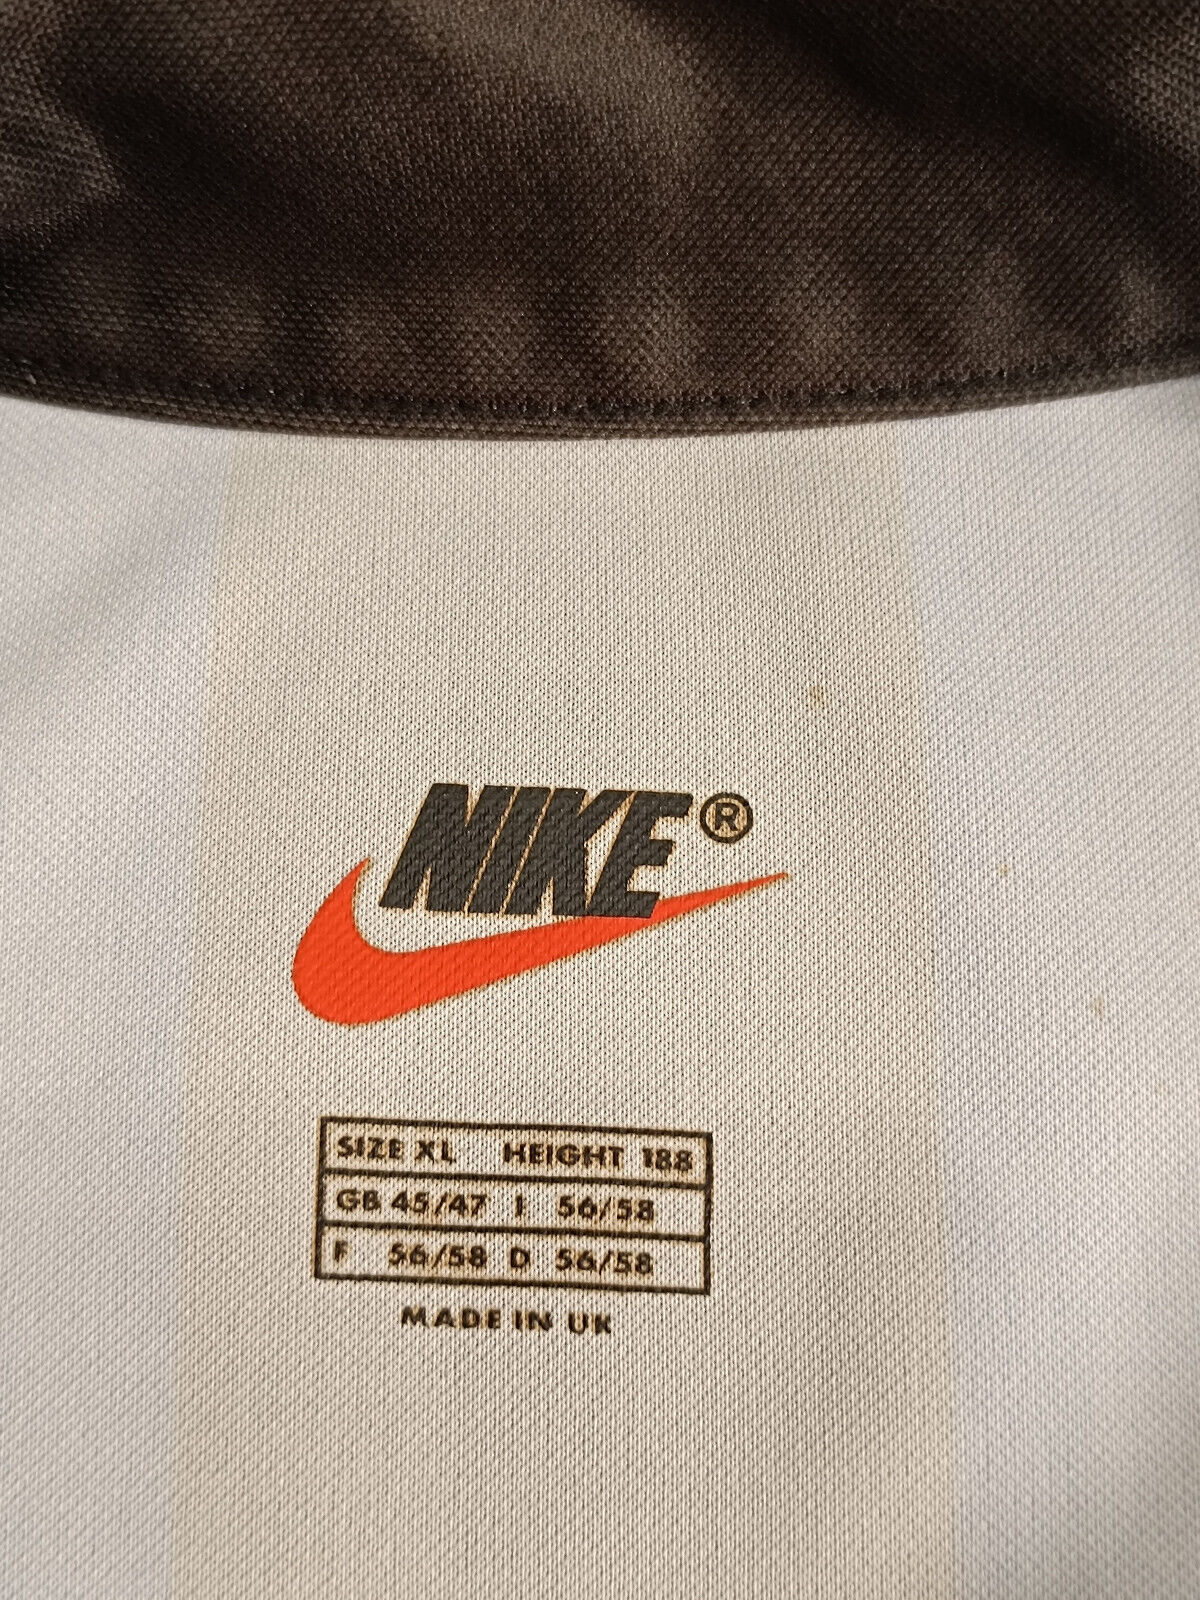 NIKE®
SIZE XL HEIGHT 188
GB 45/47 I 56/58
F 56/58 D 56/58
MADE IN UK